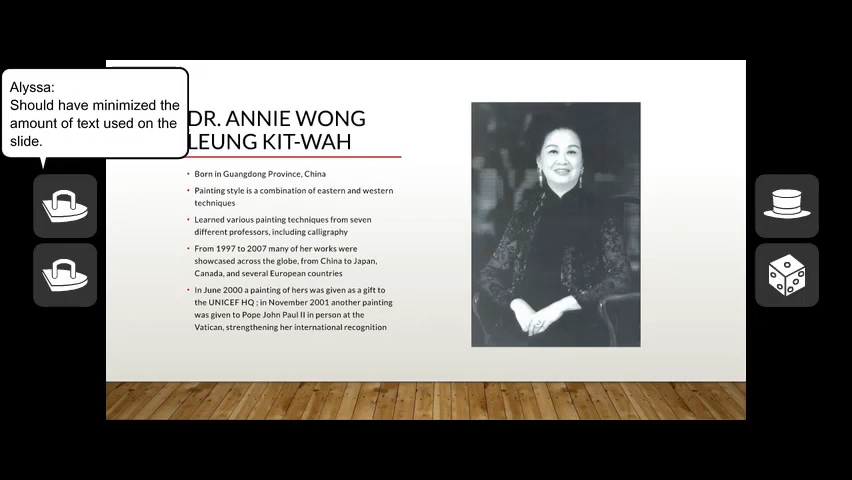 Alyssa:
Should have minimized the
amount of text used on the
slide.
DR. ANNIE WONG
LEUNG KIT-WAH
• Born in Guangdong Province, China
• Painting style is a combination of eastern and western
techniques
• Learned various painting techniques from seven
different professors, including calligraphy
• From 1997 to 2007 many of her works were
showcased across the globe, from China to Japan,
Canada, and several European countries
• In June 2000 a painting of hers was given as a gift to
the UNICEF HQ ; in November 2001 another painting
was given to Pope John Paul II in person at the
Vatican, strengthening her international recognition